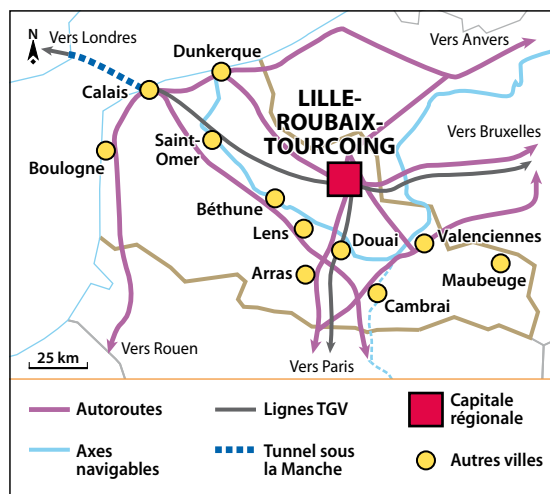 N
Vers Londres
Dunkerque
Vers Anvers
Calais
LILLE-
ROUBAIX-
TOURCOING
Saint-
Omer
Vers Bruxelles
Boulogne
Béthune
Lens
Douai
Valenciennes
Arras
Maubeuge
Cambrai
25 km
Vers Rouen
Vers Paris
Autoroutes
Lignes TGV
Capitale
régionale
Axes
navigables
Tunnel sous
la Manche
Autres villes